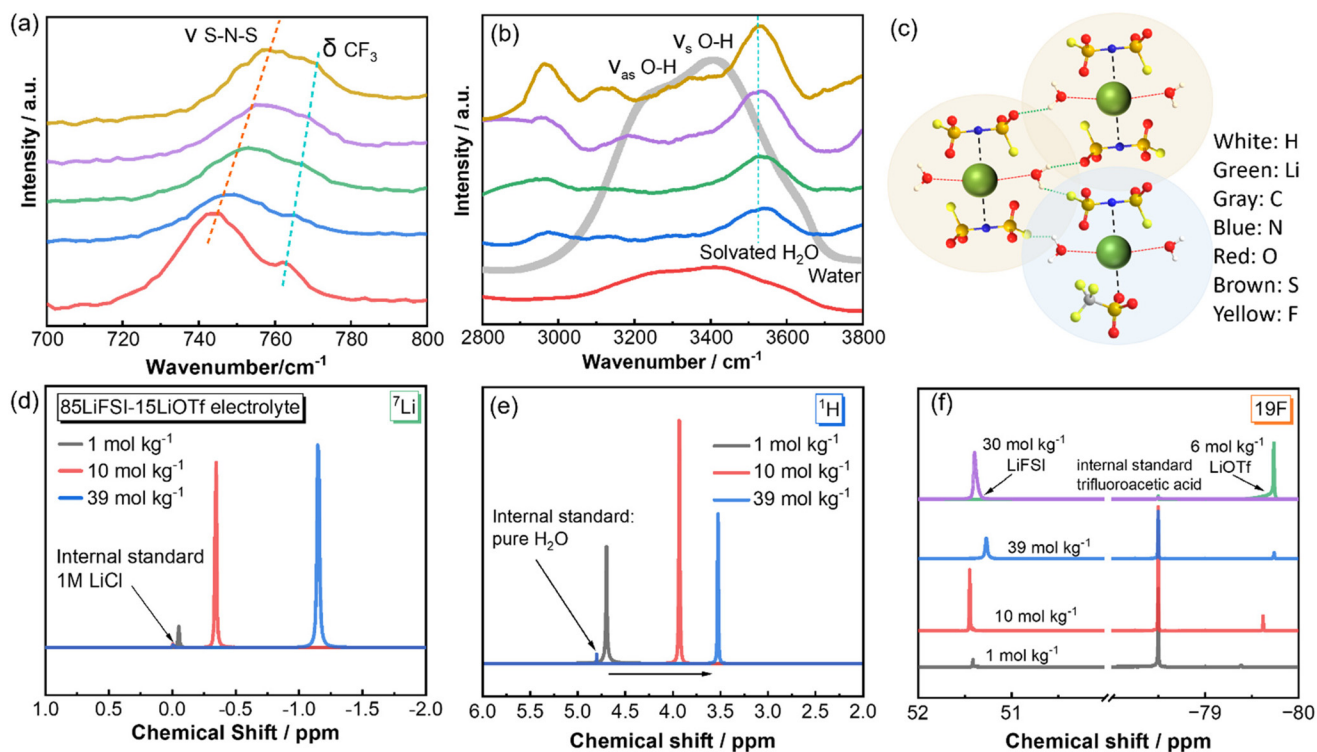 (a)
ν S-N-S
δ CF₃
Intensity / a.u.
700 720 740 760 780 800
Wavenumber/cm⁻¹
(b)
νₛ O-H
νₐₛ O-H
Solvated H₂O
Water
Intensity / a.u.
2800 3000 3200 3400 3600 3800
Wavenumber / cm⁻¹
(c)
White: H
Green: Li
Gray: C
Blue: N
Red: O
Brown: S
Yellow: F
(d)
85LiFSI-15LiOTf electrolyte
⁷Li
1 mol kg⁻¹
10 mol kg⁻¹
39 mol kg⁻¹
Internal standard
1M LiCl
1.0 0.5 0.0 -0.5 -1.0 -1.5 -2.0
Chemical Shift / ppm
(e)
¹H
1 mol kg⁻¹
10 mol kg⁻¹
39 mol kg⁻¹
Internal standard:
pure H₂O
6.0 5.5 5.0 4.5 4.0 3.5 3.0 2.5 2.0
Chemical shift / ppm
(f)
19F
30 mol kg⁻¹
LiFSI
6 mol kg⁻¹
LiOTf
internal standard
trifluoroacetic acid
39 mol kg⁻¹
10 mol kg⁻¹
1 mol kg⁻¹
52 51 −79 −80
Chemical shift / ppm